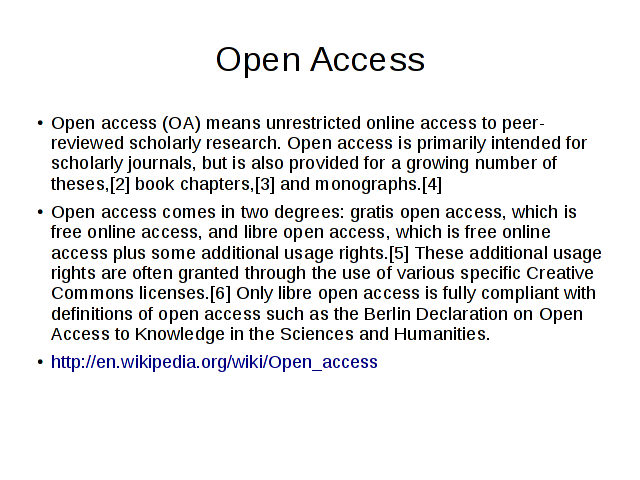 Open Access
• Open access (OA) means unrestricted online access to peer-
reviewed scholarly research. Open access is primarily intended for
scholarly journals, but is also provided for a growing number of
theses,[2] book chapters,[3] and monographs.[4]
• Open access comes in two degrees: gratis open access, which is
free online access, and libre open access, which is free online
access plus some additional usage rights.[5] These additional usage
rights are often granted through the use of various specific Creative
Commons licenses.[6] Only libre open access is fully compliant with
definitions of open access such as the Berlin Declaration on Open
Access to Knowledge in the Sciences and Humanities.
• http://en.wikipedia.org/wiki/Open_access